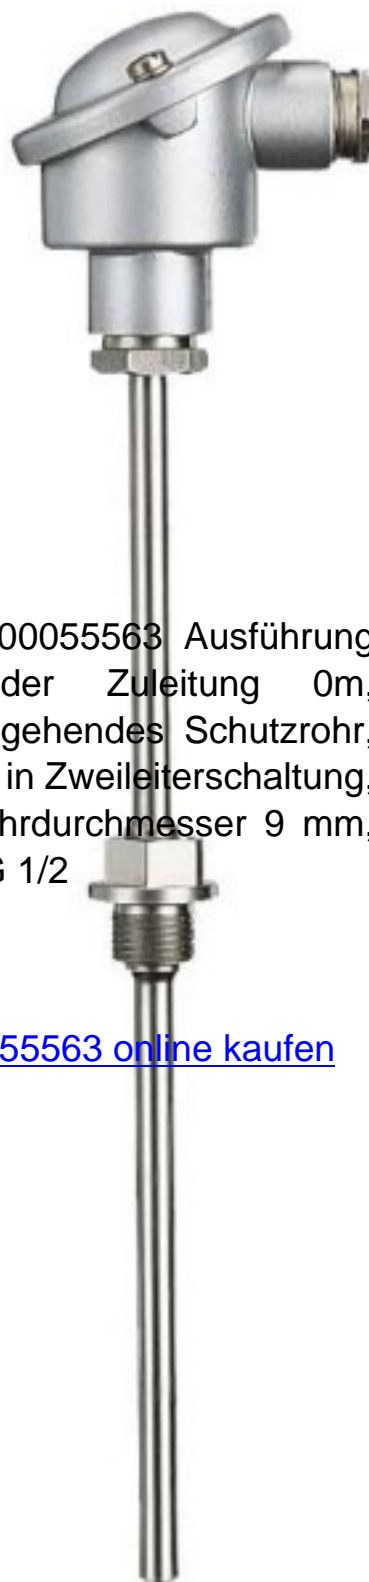 00055563 Ausführung
der Zuleitung 0m,
gehendes Schutzrohr,
in Zweileiterschaltung,
hrdurchmesser 9 mm,
G 1/2
55563 online kaufen